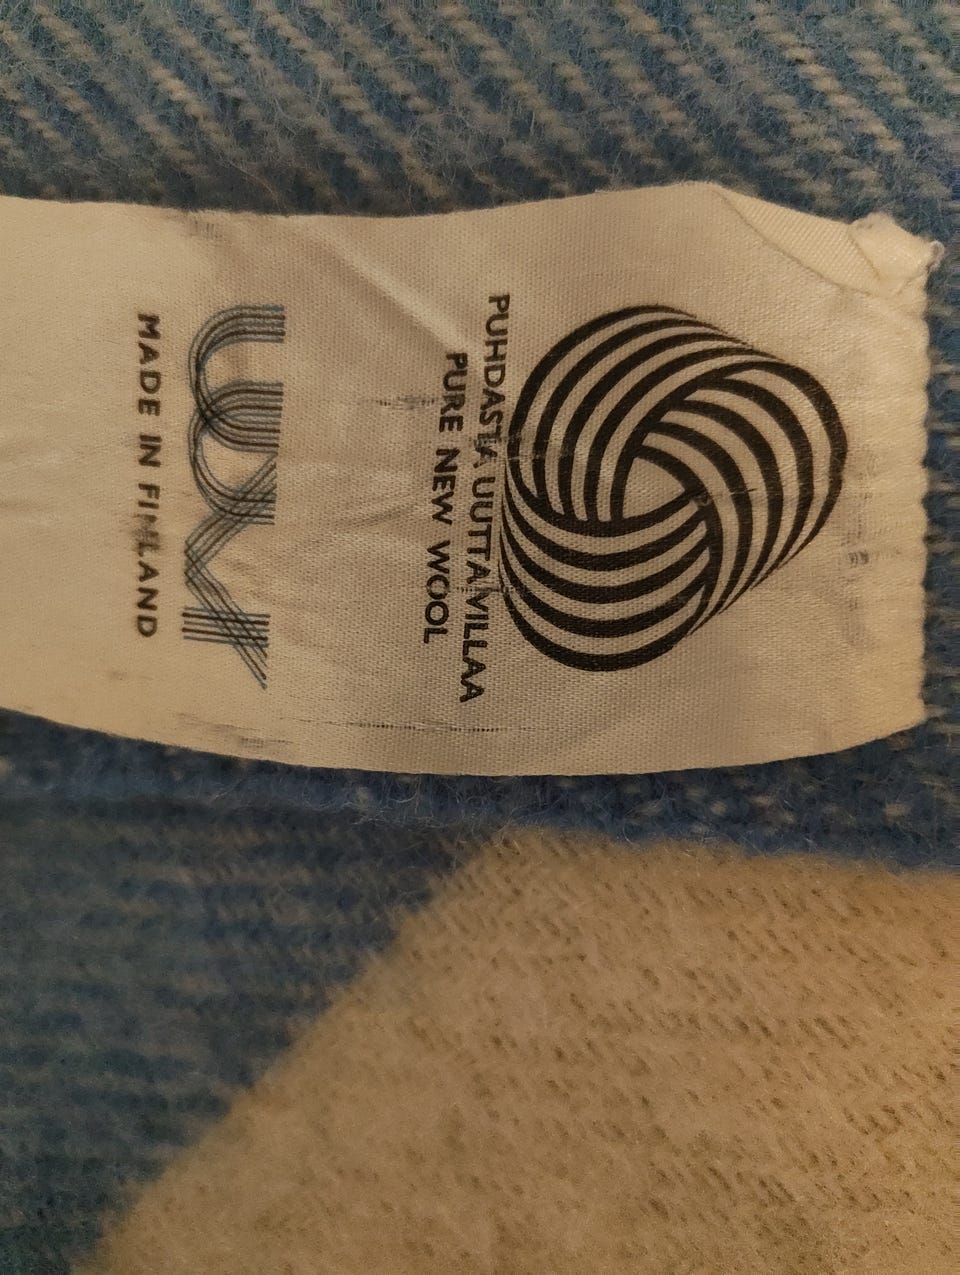 PUHDASTA UUTTA VILLAA
PURE NEW WOOL
MADE IN FINLAND